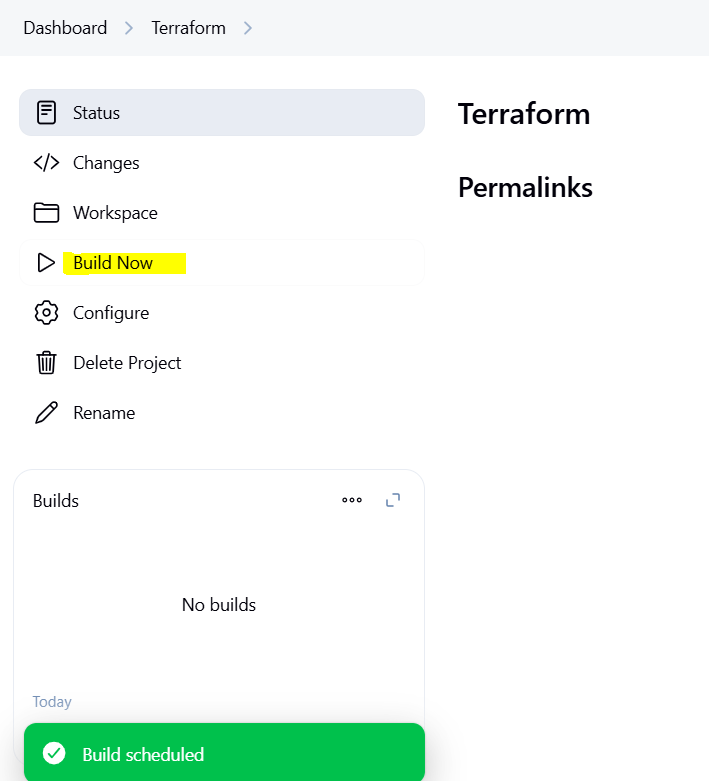 Dashboard > Terraform >
Status
Changes
Workspace
Build Now
Configure
Delete Project
Rename
Terraform
Permalinks
Builds
No builds
Today
Build scheduled